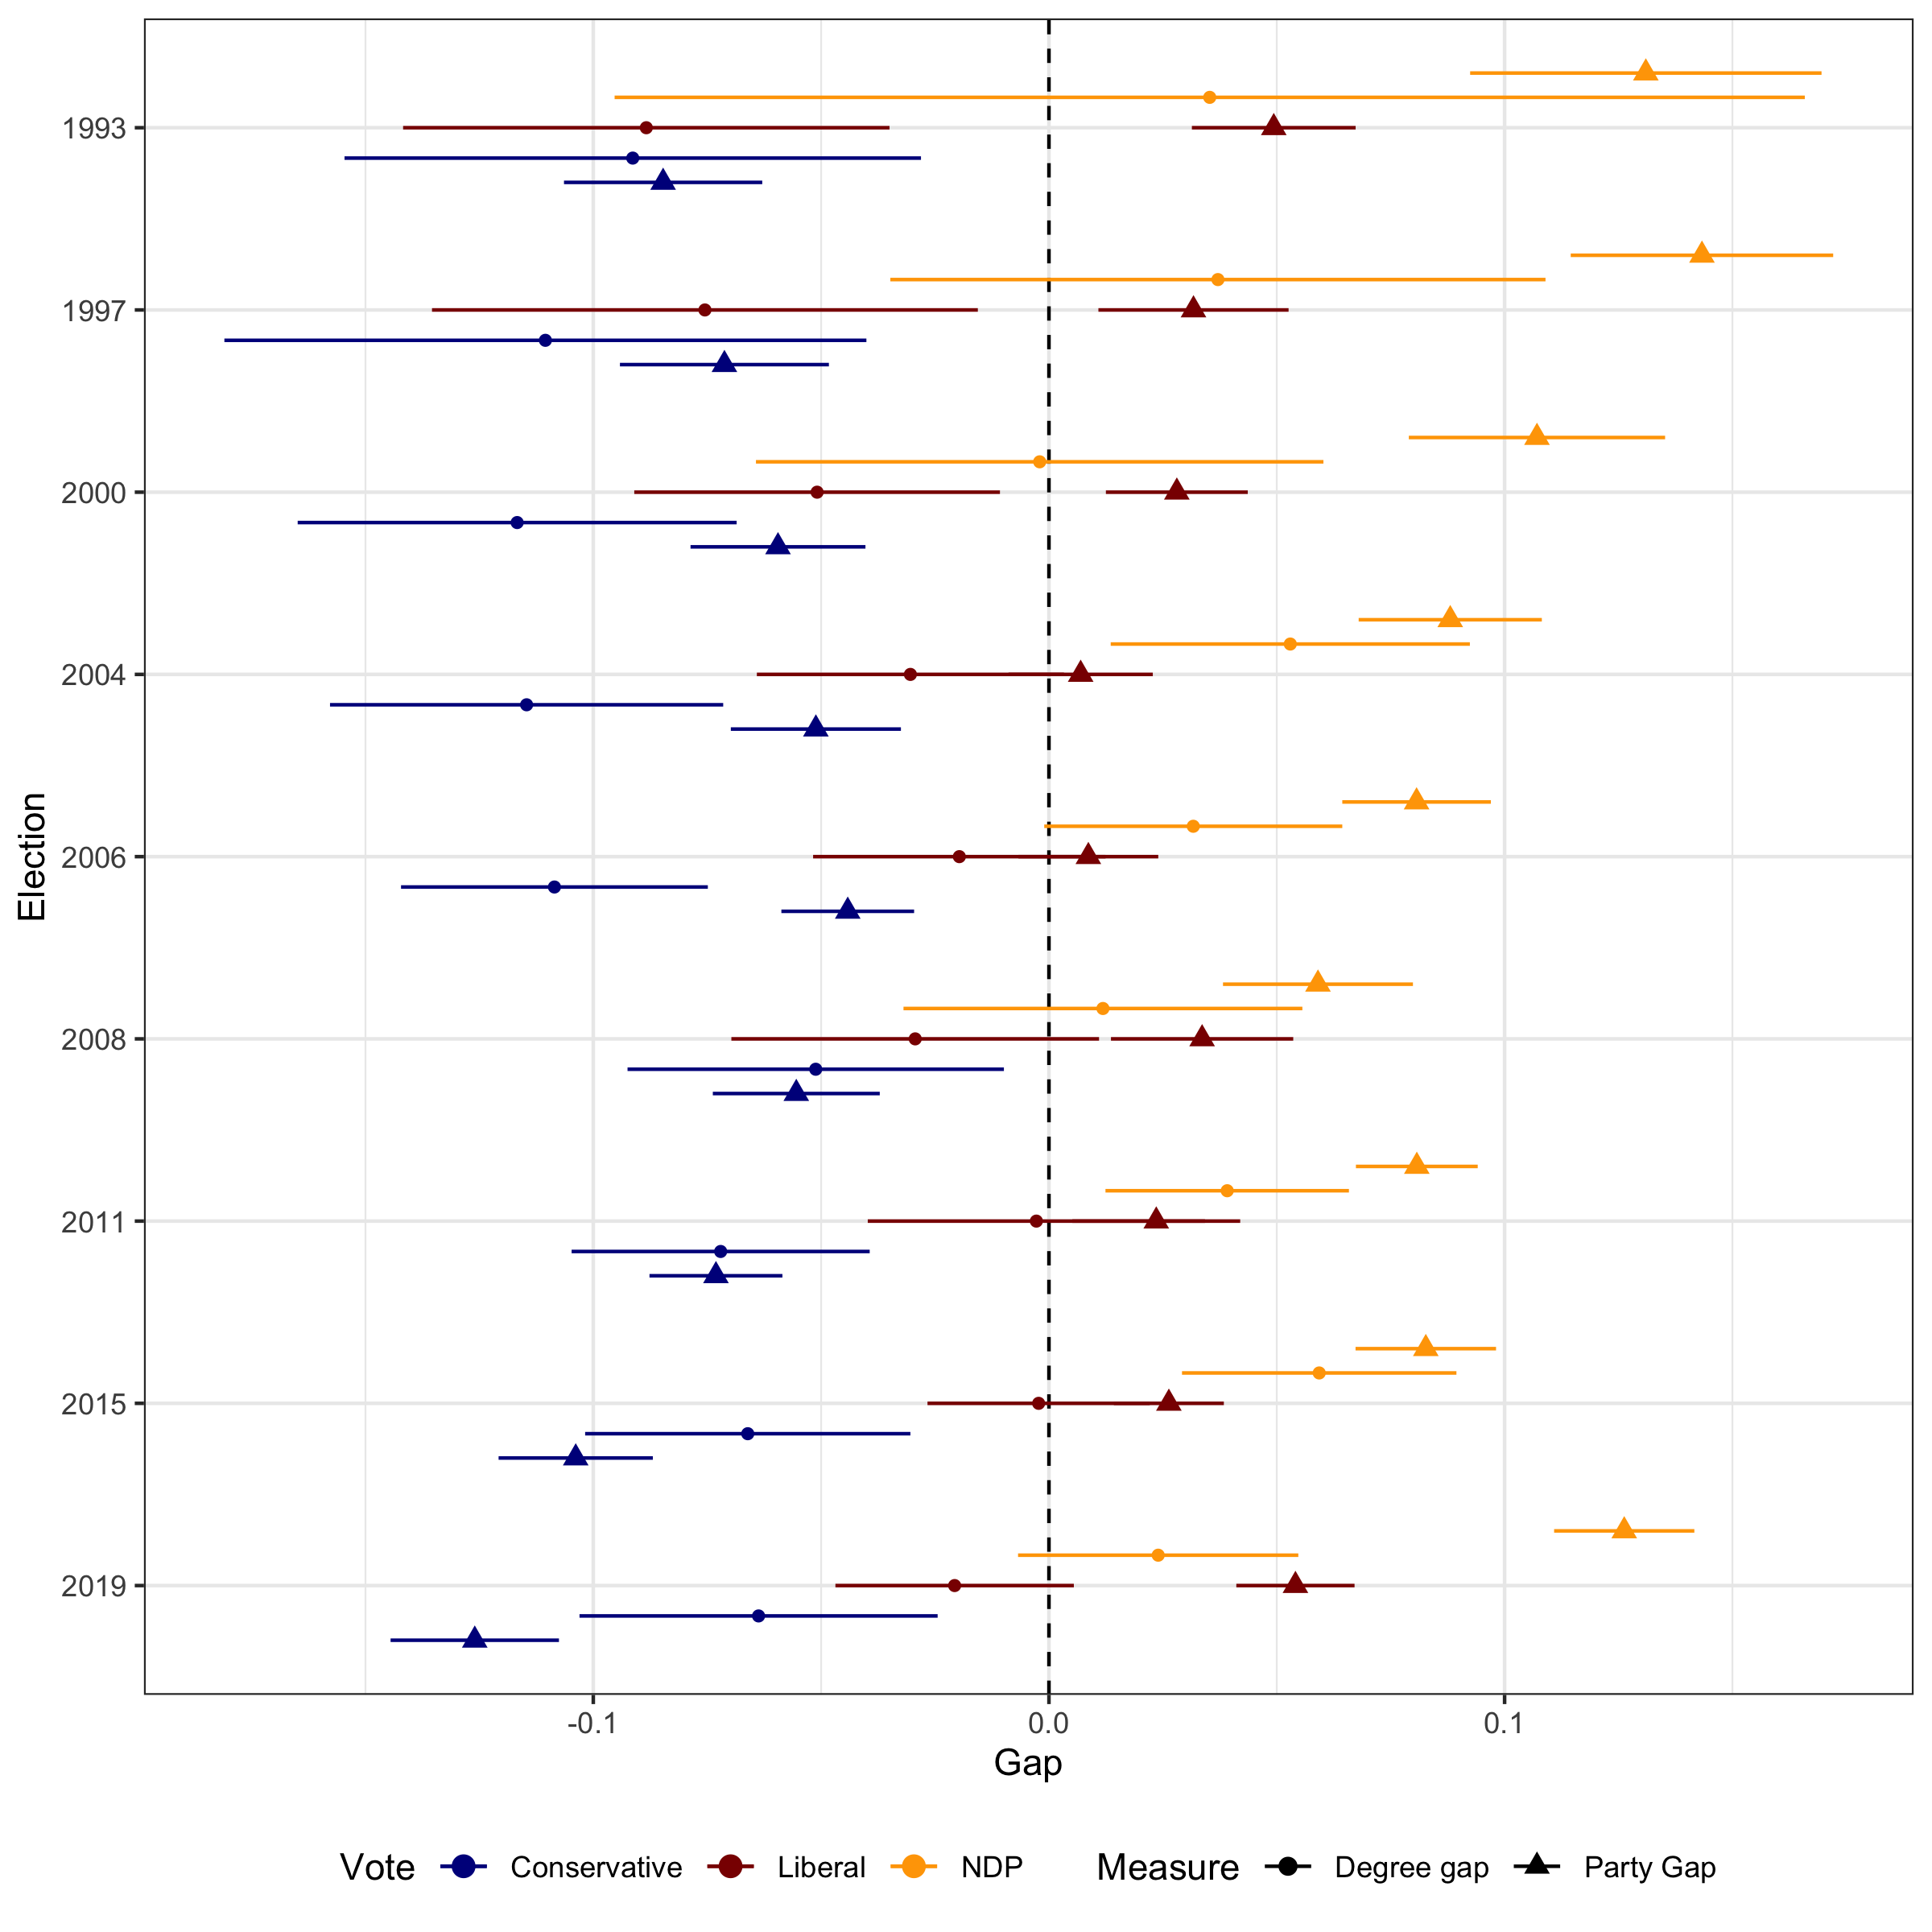 1993
1997
2000
2004
2006
2008
2011
2015
2019
Election
-0.1 0.0 0.1
Gap
Vote Conservative Liberal NDP Measure Degree gap Party Gap